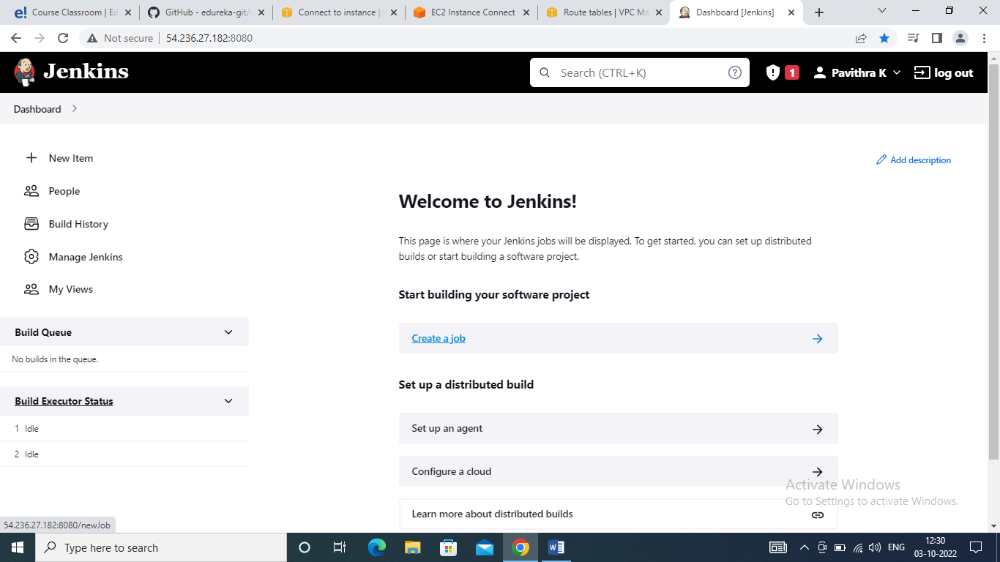 Course Classroom | Ed
GitHub - edureka-git/
Connect to instance |
EC2 Instance Connect
Route tables | VPC Ma
Dashboard [Jenkins]
Not secure
54.236.27.182:8080
Jenkins
Search (CTRL+K)
1
Pavithra K
log out
Dashboard
New Item
People
Build History
Manage Jenkins
My Views
Build Queue
No builds in the queue.
Build Executor Status
1 Idle
2 Idle
Add description
Welcome to Jenkins!
This page is where your Jenkins jobs will be displayed. To get started, you can set up distributed
builds or start building a software project.
Start building your software project
Create a job
Set up a distributed build
Set up an agent
Configure a cloud
Learn more about distributed builds
Activate Windows
Go to Settings to activate Windows.
54.236.27.182:8080/newJob
Type here to search
ENG
12:30
03-10-2022